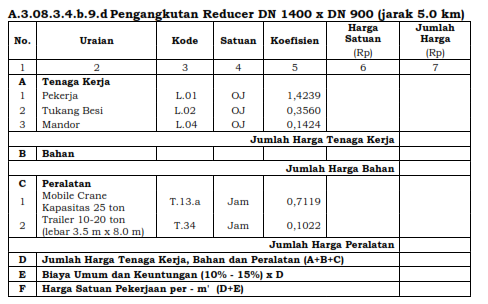 A.3.08.3.4.b.9.d Pengangkutan Reducer DN 1400 x DN 900 (jarak 5.0 km)
No. Uraian Kode Satuan Koefisien Harga Satuan (Rp) Jumlah Harga (Rp)
1 2 3 4 5 6 7
A Tenaga Kerja
1 Pekerja L.01 OJ 1,4239
2 Tukang Besi L.02 OJ 0,3560
3 Mandor L.04 OJ 0,1424
Jumlah Harga Tenaga Kerja
B Bahan
Jumlah Harga Bahan
C Peralatan
1 Mobile Crane Kapasitas 25 ton T.13.a Jam 0,7119
2 Trailer 10-20 ton (lebar 3.5 m x 8.0 m) T.34 Jam 0,1022
Jumlah Harga Peralatan
D Jumlah Harga Tenaga Kerja, Bahan dan Peralatan (A+B+C)
E Biaya Umum dan Keuntungan (10% - 15%) x D
F Harga Satuan Pekerjaan per - m' (D+E)